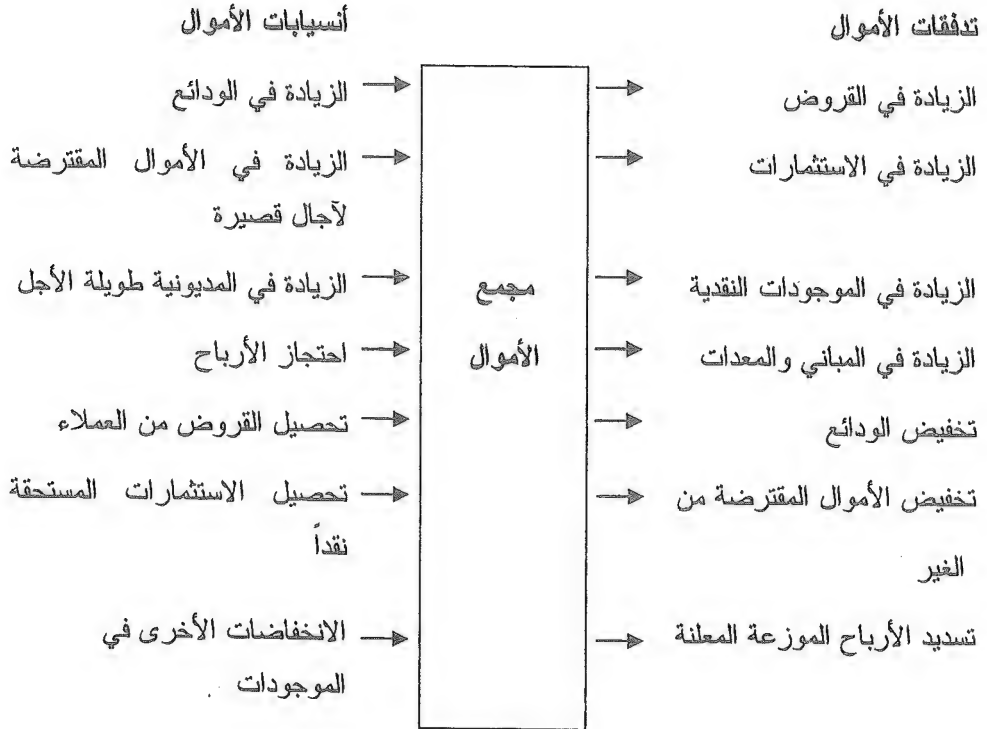 تدفقات الأموال
الزيادة في القروض
الزيادة في الاستثمارات
الزيادة في الموجودات النقدية
الزيادة في المباني والمعدات
تخفيض الودائع
تخفيض الأموال المقترضة من
الغير
تسديد الأرباح الموزعة المعلنة
مجمع
الأموال
أنسيابات الأموال
الزيادة في الودائع
الزيادة في الأموال المقترضة
لآجال قصيرة
الزيادة في المديونية طويلة الأجل
احتجاز الأرباح
تحصيل القروض من العملاء
تحصيل الاستثمارات المستحقة
نقداً
الانخفاضات الأخرى في
الموجودات .